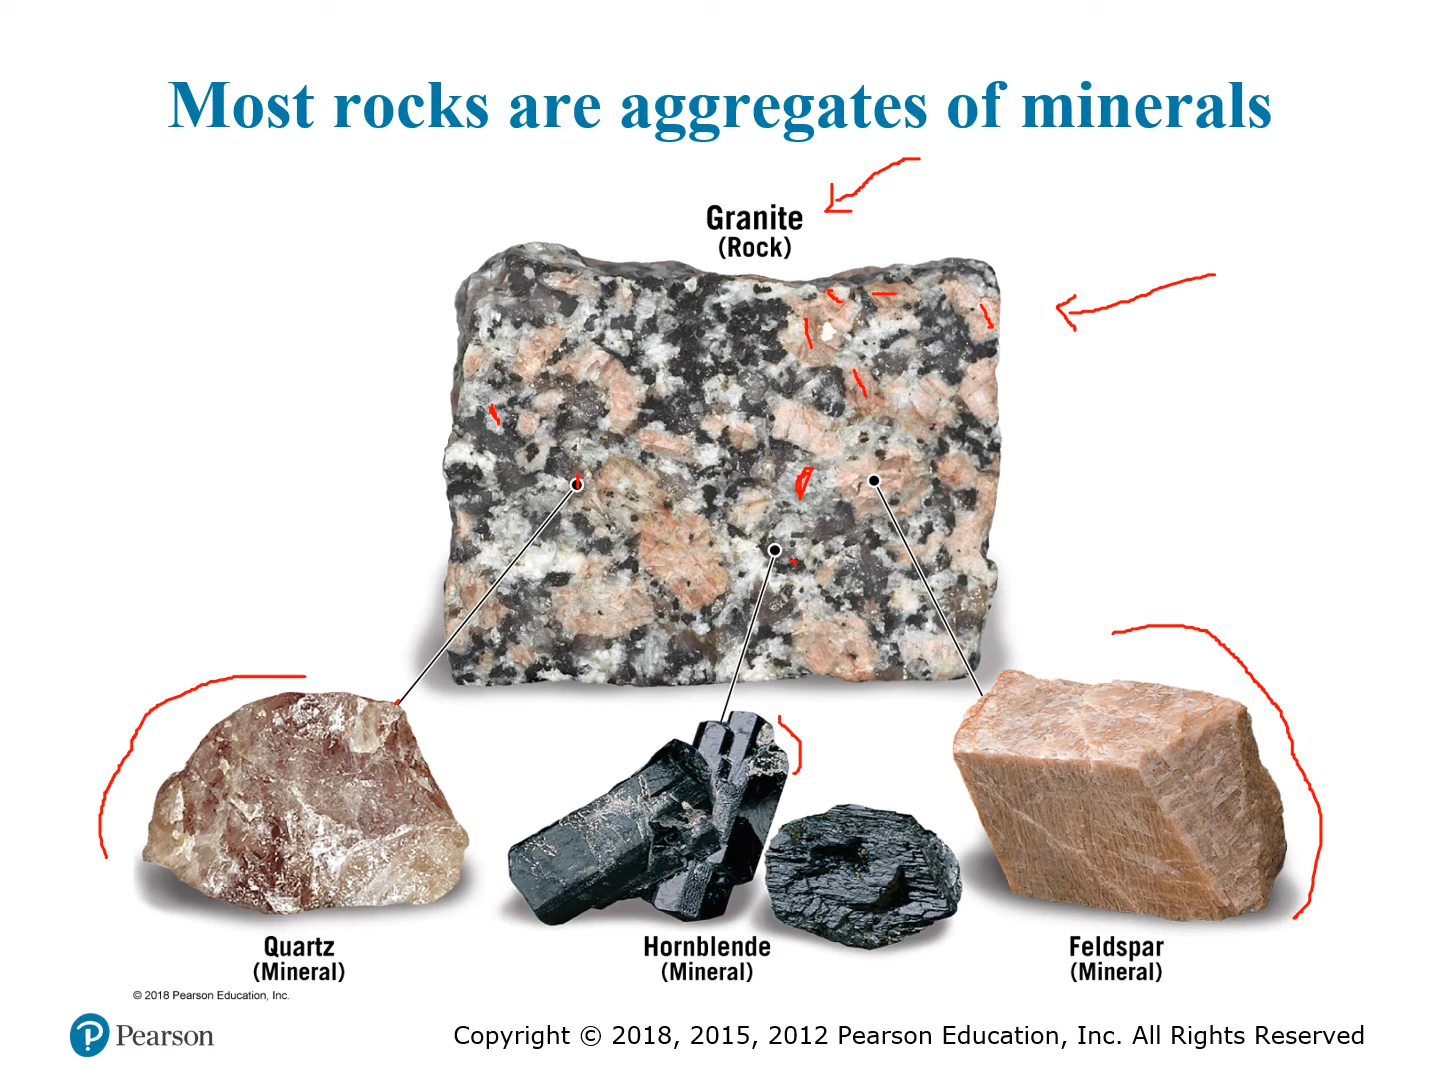 Most rocks are aggregates of minerals
Granite
(Rock)
Quartz
(Mineral)
Hornblende
(Mineral)
Feldspar
(Mineral)
© 2018 Pearson Education, Inc.
P Pearson
Copyright © 2018, 2015, 2012 Pearson Education, Inc. All Rights Reserved